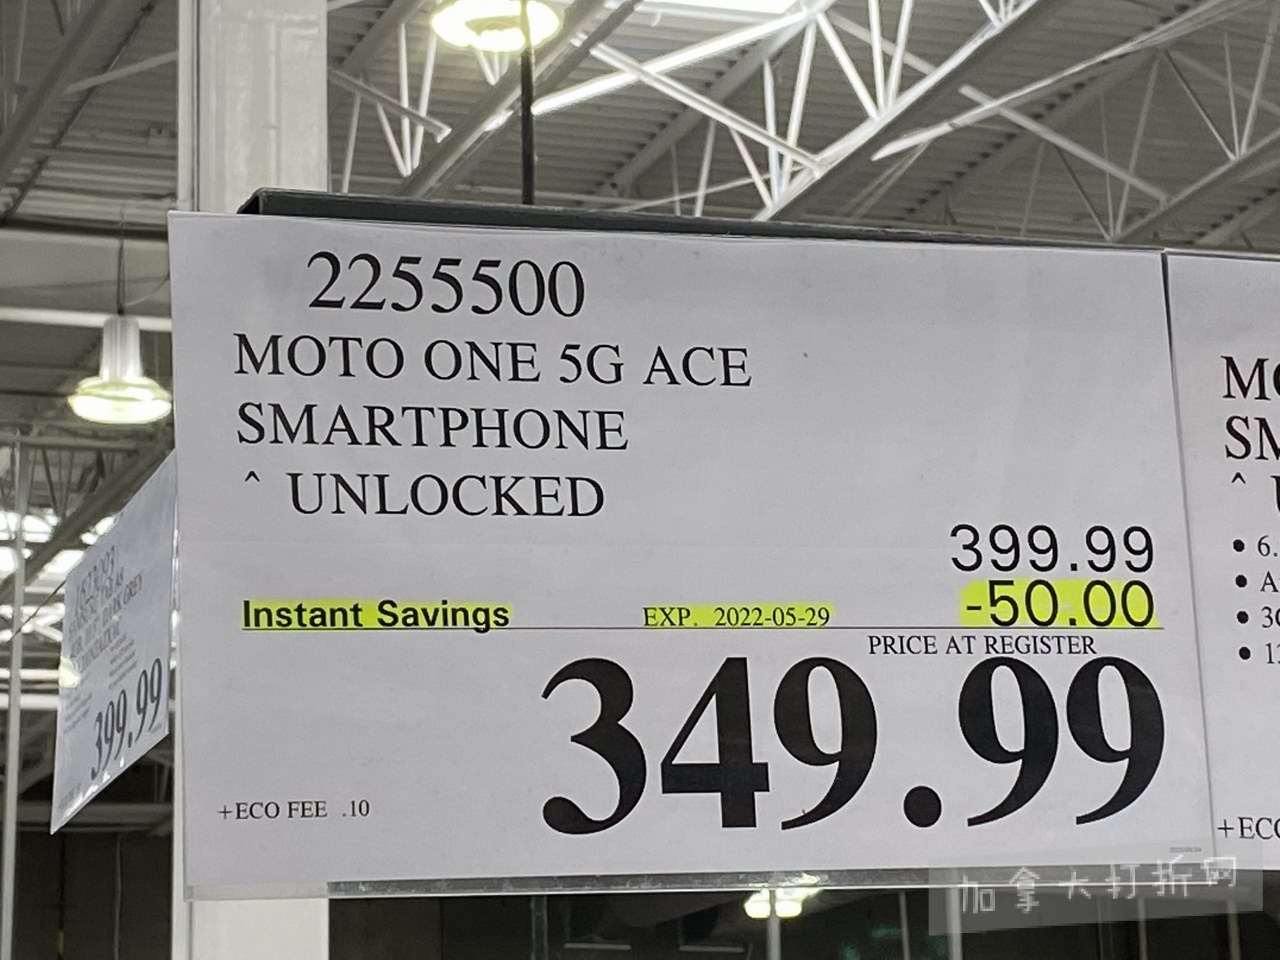 2255500
MOTO ONE 5G ACE
SMARTPHONE
^ UNLOCKED
399.99
Instant Savings EXP. 2022-05-29 -50.00
PRICE AT REGISTER
349.99
+ECO FEE .10
399.99
SM
^
6.
A
+ECO
加拿大打折网